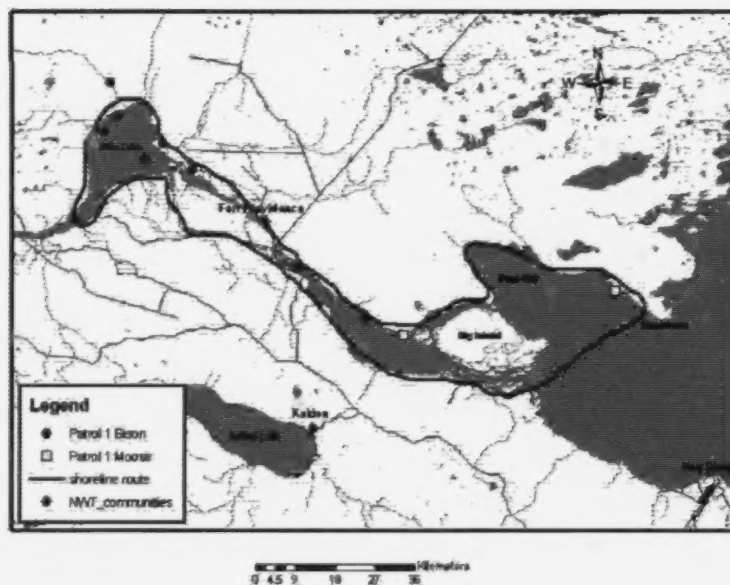 N
W E
S
Fort Providence
Big Island
Kakisa
Legend
Patrol 1 Bison
Patrol 1 Moose
shoreline route
NWT_communities
Kilometers
0 4.5 9 18 27 36